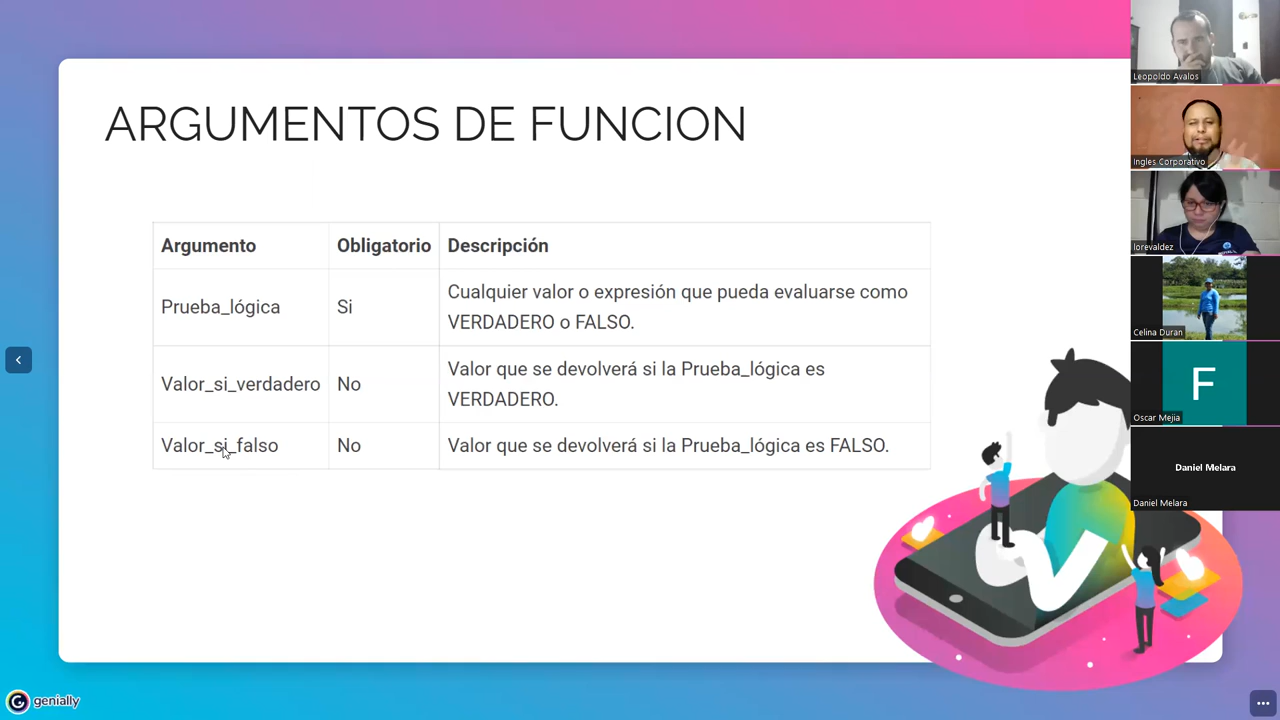 ARGUMENTOS DE FUNCION
Argumento Obligatorio Descripción
Prueba_lógica Si Cualquier valor o expresión que pueda evaluarse como
VERDADERO o FALSO.
Valor_si_verdadero No Valor que se devolverá si la Prueba_lógica es
VERDADERO.
Valor_si_falso No Valor que se devolverá si la Prueba_lógica es FALSO.
genially
Leopoldo Avalos
Ingles Corporativo
lorevaldez
Celina Duran
F
Oscar Mejia
Daniel Melara
Daniel Melara